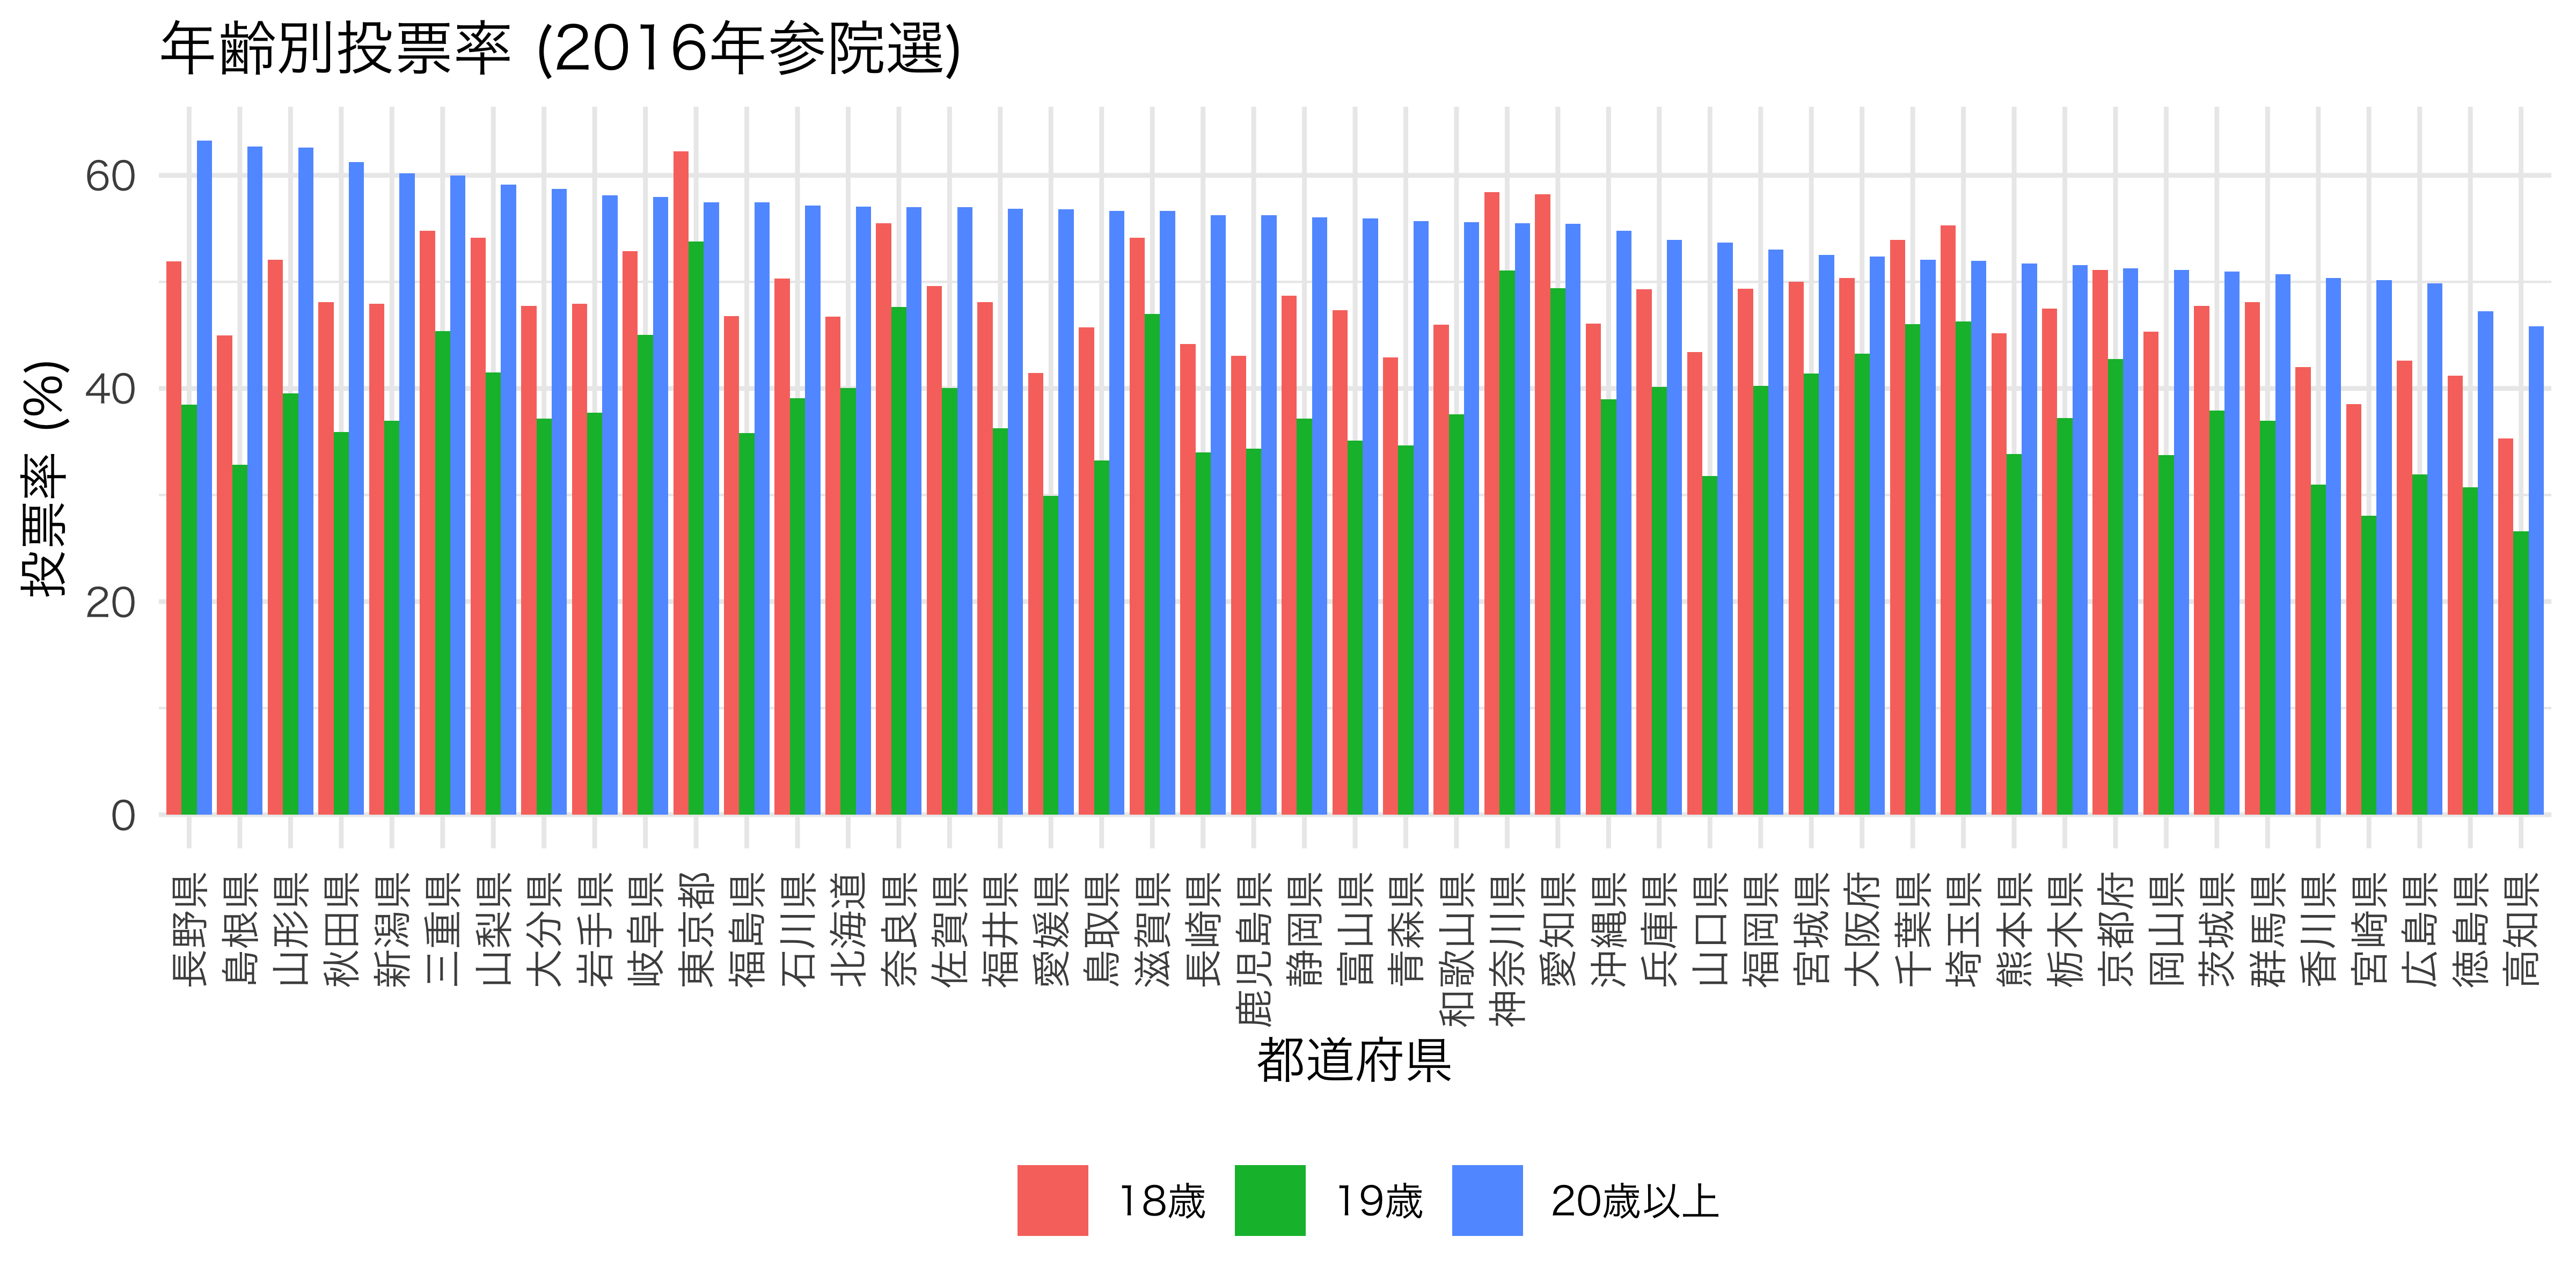 年齢別投票率 (2016年参院選)
投票率 (%)
60
40
20
0
長野県
島根県
山形県
秋田県
新潟県
三重県
山梨県
大分県
岩手県
岐阜県
東京都
福島県
石川県
北海道
奈良県
佐賀県
福井県
愛媛県
鳥取県
滋賀県
長崎県
鹿児島県
静岡県
富山県
青森県
和歌山県
神奈川県
愛知県
沖縄県
兵庫県
山口県
福岡県
宮城県
大阪府
千葉県
埼玉県
熊本県
栃木県
京都府
岡山県
茨城県
群馬県
香川県
宮崎県
広島県
徳島県
高知県
都道府県
18歳
19歳
20歳以上